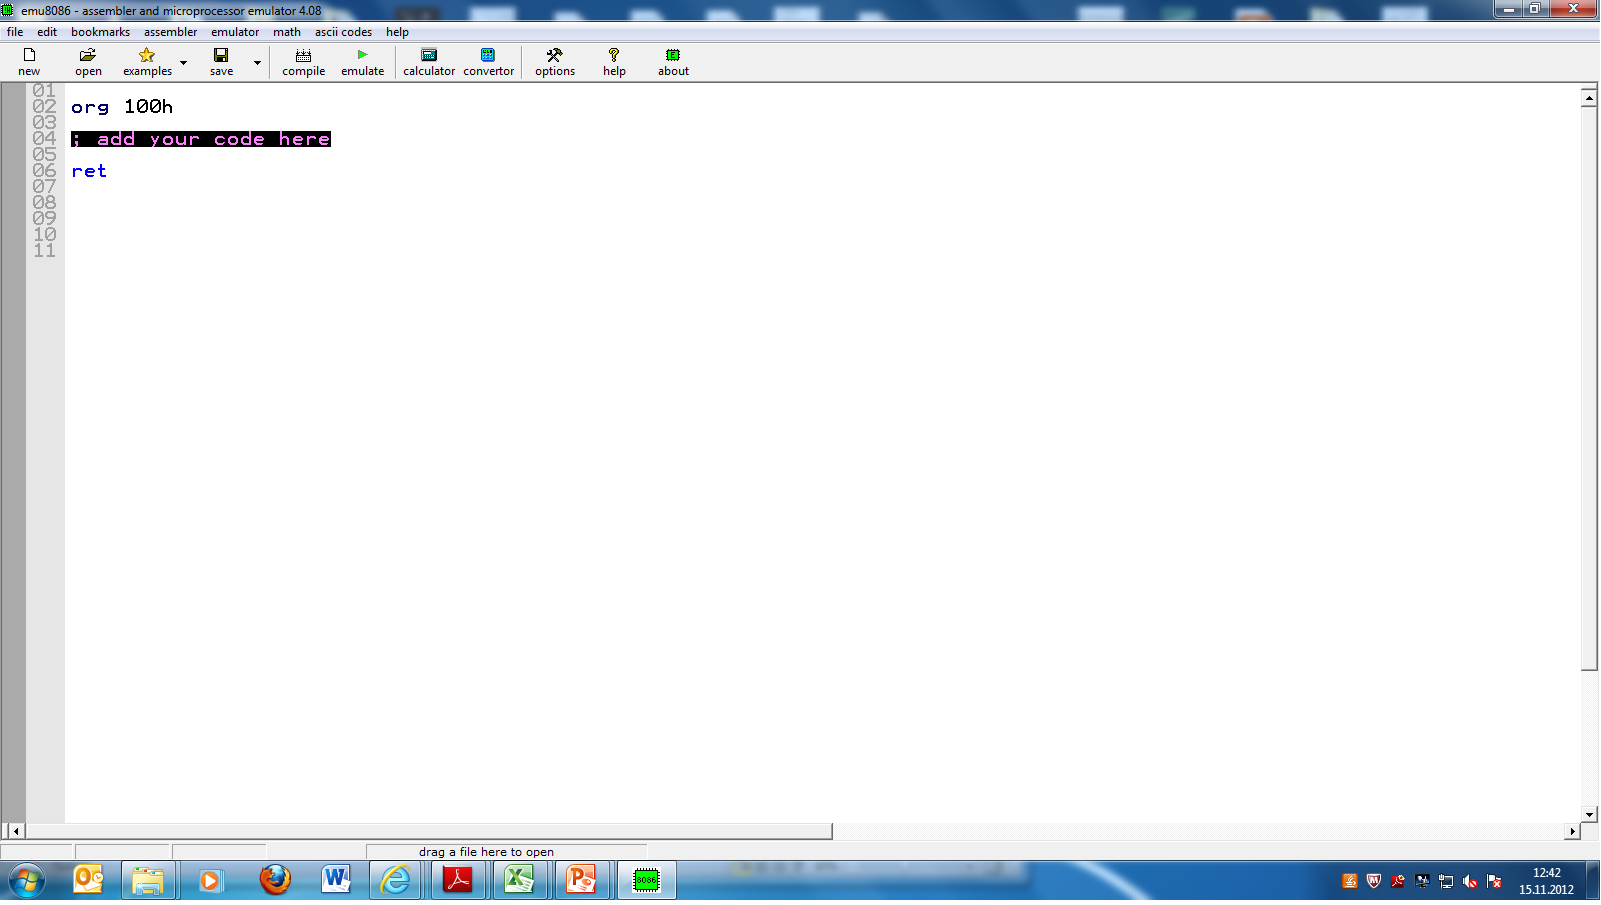 emu8086 - assembler and microprocessor emulator 4.08
file edit bookmarks assembler emulator math ascii codes help
new open examples save compile emulate calculator convertor options help about
01
02 org 100h
03
04 ; add your code here
05
06 ret
07
08
09
10
11
drag a file here to open
8086
12:42
15.11.2012